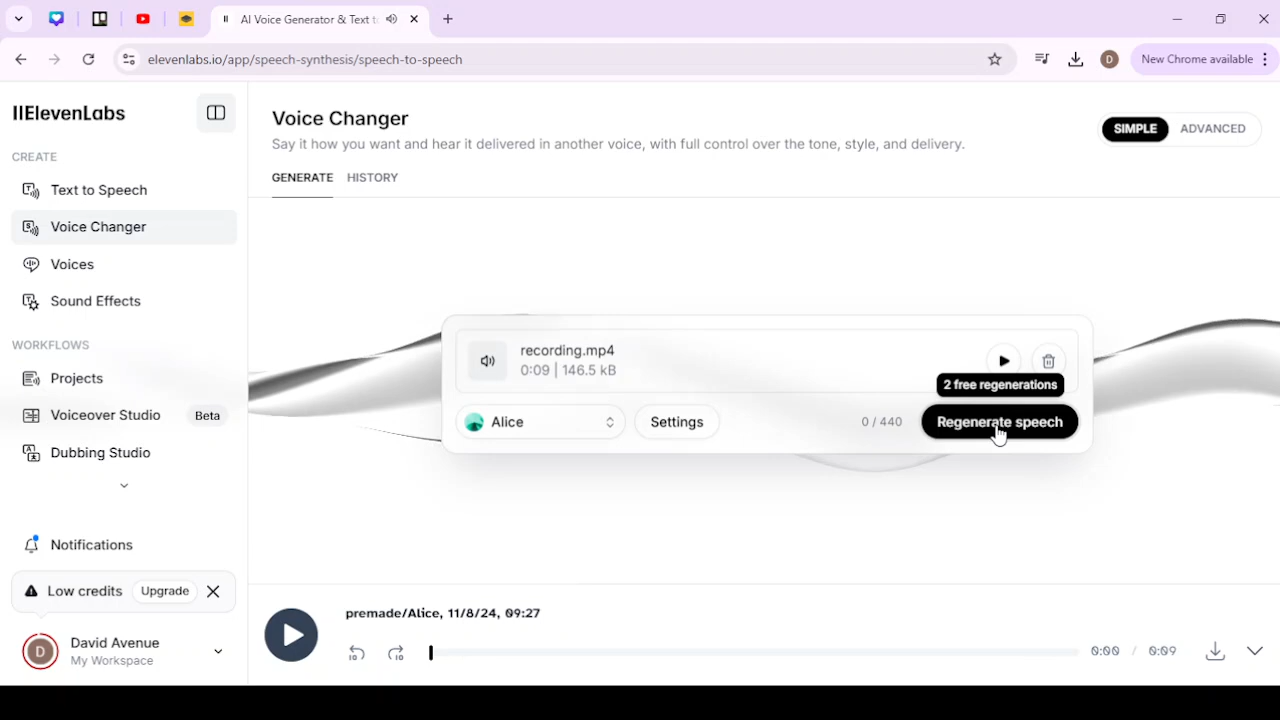 AI Voice Generator & Text to
elevenlabs.io/app/speech-synthesis/speech-to-speech
D
New Chrome available
IIElevenLabs
CREATE
Text to Speech
Voice Changer
Voices
Sound Effects
WORKFLOWS
Projects
Voiceover Studio
Beta
Dubbing Studio
Notifications
Low credits
Upgrade
D
David Avenue
My Workspace
Voice Changer
Say it how you want and hear it delivered in another voice, with full control over the tone, style, and delivery.
SIMPLE
ADVANCED
GENERATE
HISTORY
recording.mp4
0:09 | 146.5 kB
2 free regenerations
Alice
Settings
0 / 440
Regenerate speech
premade/Alice, 11/8/24, 09:27
10
10
0:00 / 0:09